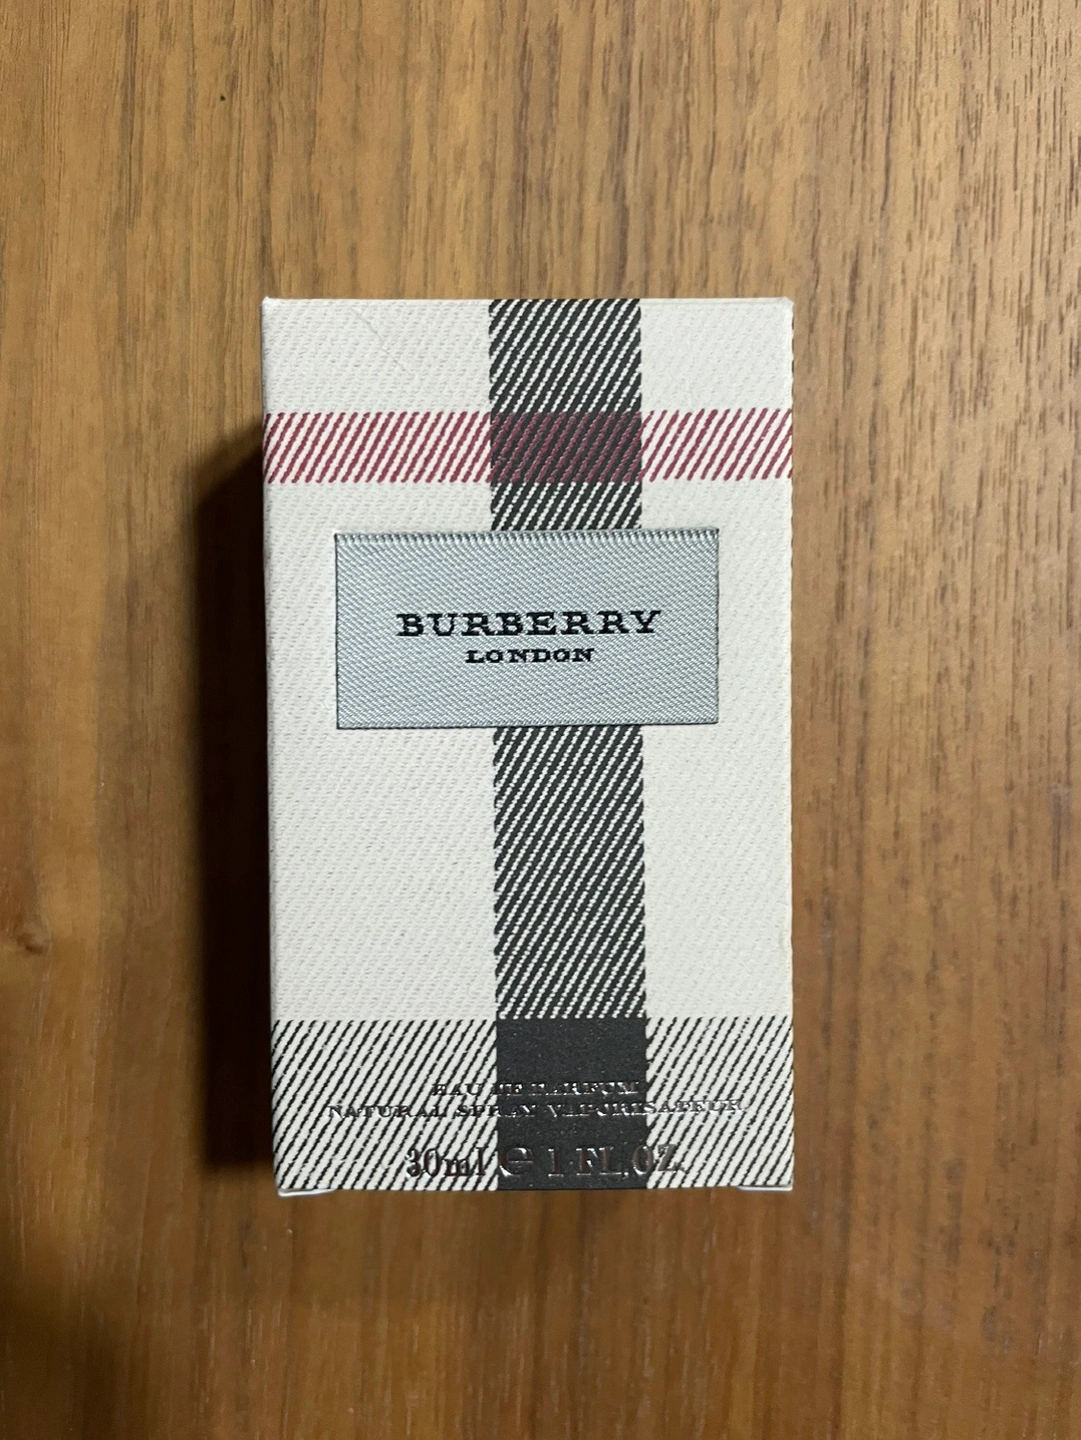 BURBERRY
LONDON
EAU DE PARFUM
NATURAL SPRAY VAPORISATEUR
30ml ℮ 1 FL.OZ.